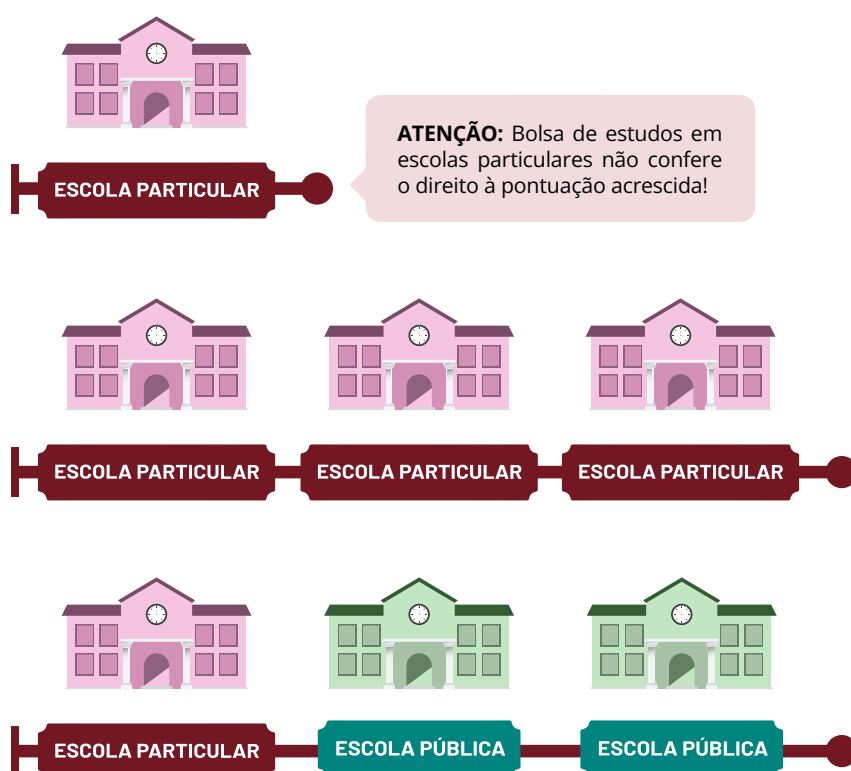 ATENÇÃO: Bolsa de estudos em
escolas particulares não confere
o direito à pontuação acrescida!
ESCOLA PARTICULAR
ESCOLA PARTICULAR
ESCOLA PARTICULAR
ESCOLA PARTICULAR
ESCOLA PARTICULAR
ESCOLA PÚBLICA
ESCOLA PÚBLICA